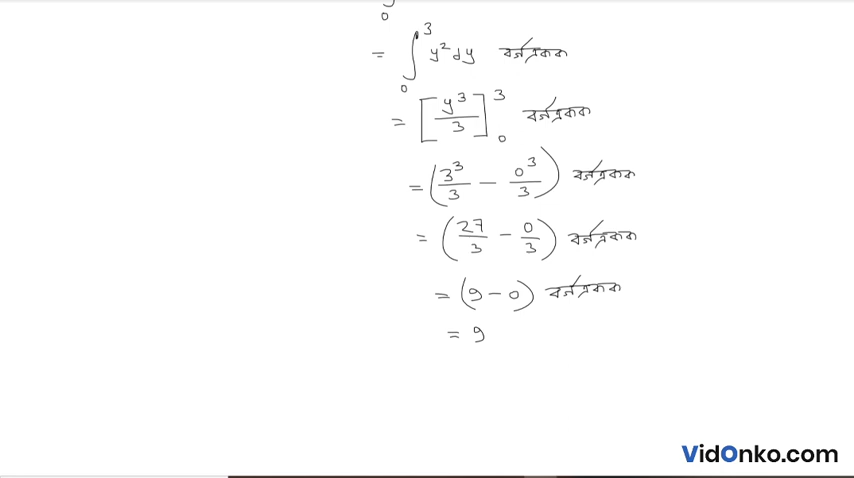 0
= ∫₀³ y² dy বর্গএকক
= [y³/3]₀³ বর্গএকক
= (3³/3 − 0³/3) বর্গএকক
= (27/3 − 0/3) বর্গএকক
= (9 − 0) বর্গএকক
= 9
VidOnko.com